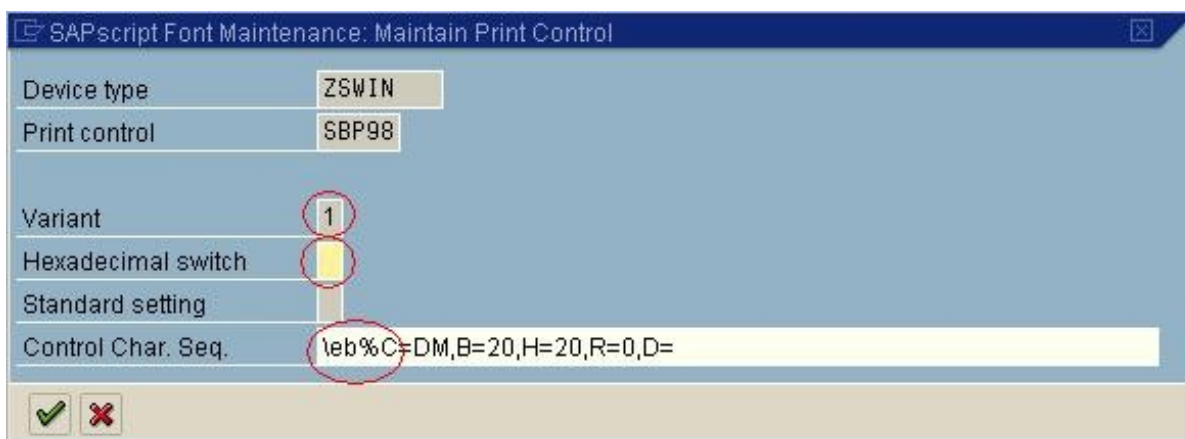 SAPscript Font Maintenance: Maintain Print Control
Device type ZSWIN
Print control SBP98
Variant 1
Hexadecimal switch
Standard setting
Control Char. Seq. \eb%C=DM,B=20,H=20,R=0,D=